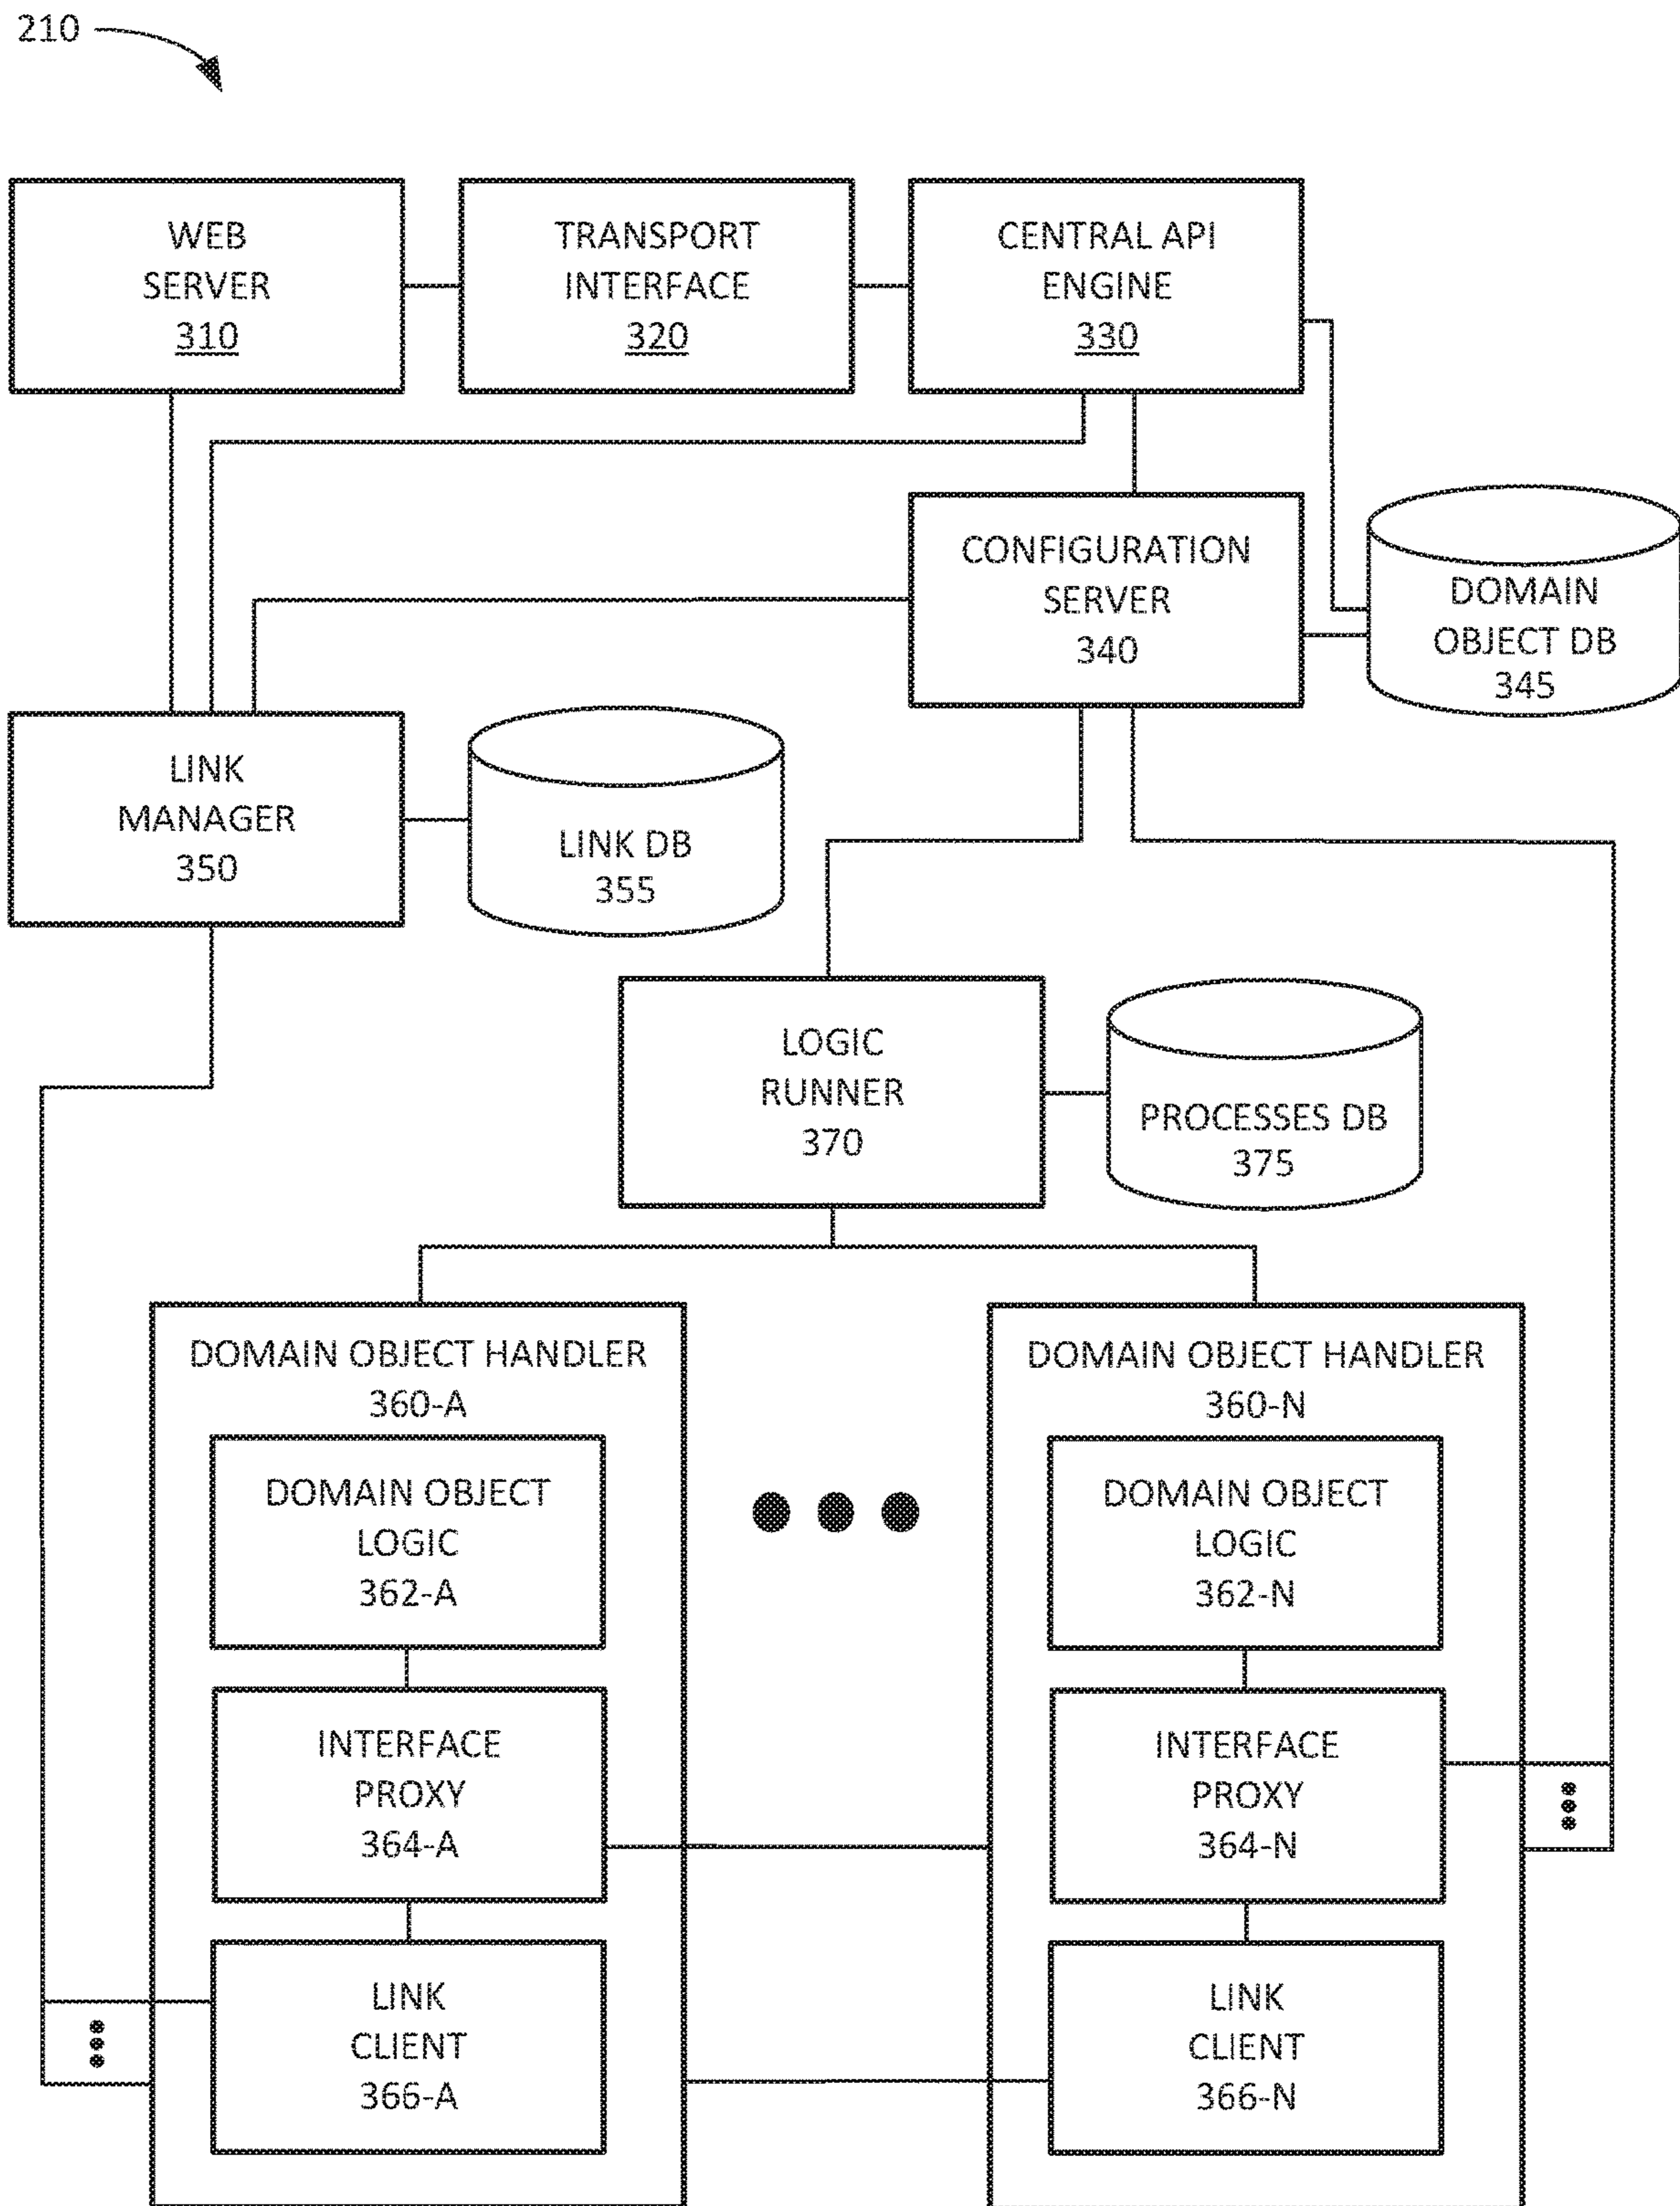 210
WEB
SERVER
310
TRANSPORT
INTERFACE
320
CENTRAL API
ENGINE
330
CONFIGURATION
SERVER
340
DOMAIN
OBJECT DB
345
LINK
MANAGER
350
LINK DB
355
LOGIC
RUNNER
370
PROCESSES DB
375
DOMAIN OBJECT HANDLER
360-A
DOMAIN OBJECT
LOGIC
362-A
INTERFACE
PROXY
364-A
LINK
CLIENT
366-A
DOMAIN OBJECT HANDLER
360-N
DOMAIN OBJECT
LOGIC
362-N
INTERFACE
PROXY
364-N
LINK
CLIENT
366-N